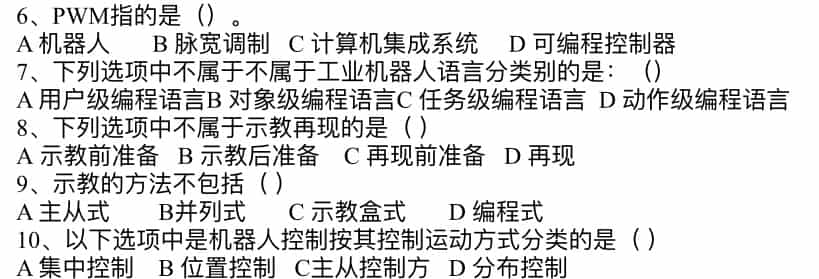 6、PWM指的是（）。
A 机器人 B 脉宽调制 C 计算机集成系统 D 可编程控制器
7、下列选项中不属于不属于工业机器人语言分类别的是：（）
A 用户级编程语言B 对象级编程语言C 任务级编程语言 D 动作级编程语言
8、下列选项中不属于示教再现的是（ ）
A 示教前准备 B 示教后准备 C 再现前准备 D 再现
9、示教的方法不包括（ ）
A 主从式 B并列式 C 示教盒式 D 编程式
10、以下选项中是机器人控制按其控制运动方式分类的是（ ）
A 集中控制 B 位置控制 C主从控制方 D 分布控制